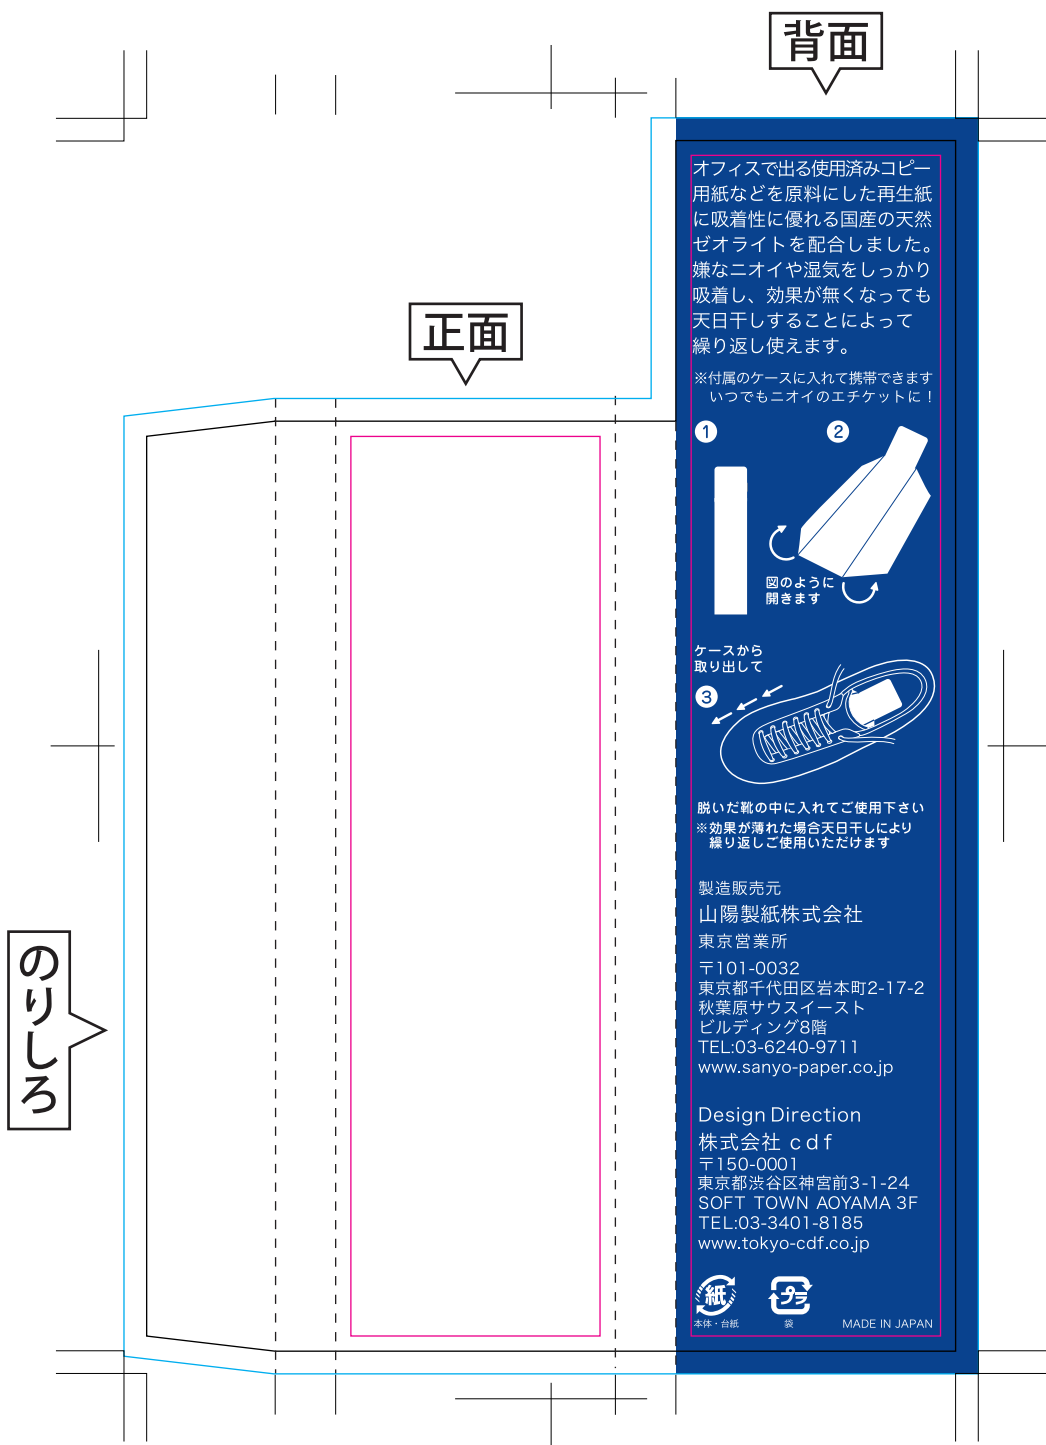 背面
オフィスで出る使用済みコピー
用紙などを原料にした再生紙
に吸着性に優れる国産の天然
ゼオライトを配合しました。
嫌なニオイや湿気をしっかり
吸着し、効果が無くなっても
天日干しすることによって
繰り返し使えます。
※付属のケースに入れて携帯できます
いつでもニオイのエチケットに！
正面
1
2
図のように
開きます
ケースから
取り出して
3
脱いだ靴の中に入れてご使用下さい
※効果が薄れた場合天日干しにより
繰り返しご使用いただけます
製造販売元
山陽製紙株式会社
東京営業所
〒101-0032
東京都千代田区岩本町2-17-2
秋葉原サウスイースト
ビルディング8階
TEL:03-6240-9711
www.sanyo-paper.co.jp
のりしろ
Design Direction
株式会社 cdf
〒150-0001
東京都渋谷区神宮前3-1-24
SOFT TOWN AOYAMA 3F
TEL:03-3401-8185
www.tokyo-cdf.co.jp
紙
プラ
本体・台紙
袋
MADE IN JAPAN